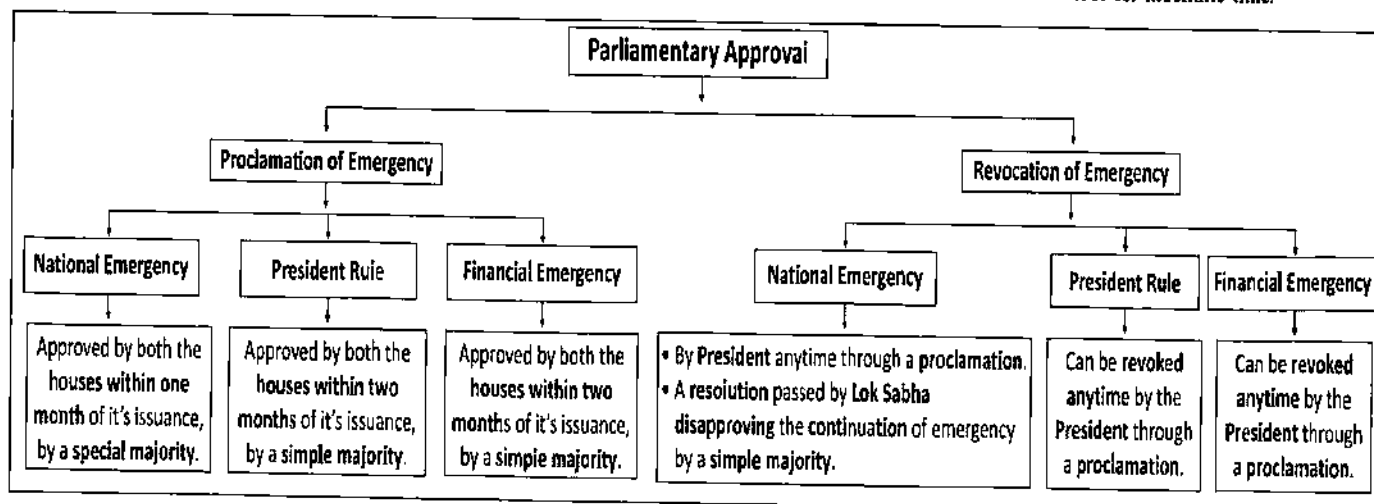 Parliamentary Approval
Proclamation of Emergency
Revocation of Emergency
National Emergency
President Rule
Financial Emergency
National Emergency
President Rule
Financial Emergency
Approved by both the
houses within one
month of it's issuance,
by a special majority.
Approved by both the
houses within two
months of it's issuance,
by a simple majority.
Approved by both the
houses within two
months of it's issuance,
by a simple majority.
• By President anytime through a proclamation.
• A resolution passed by Lok Sabha
disapproving the continuation of emergency
by a simple majority.
Can be revoked
anytime by the
President through
a proclamation.
Can be revoked
anytime by the
President through
a proclamation.